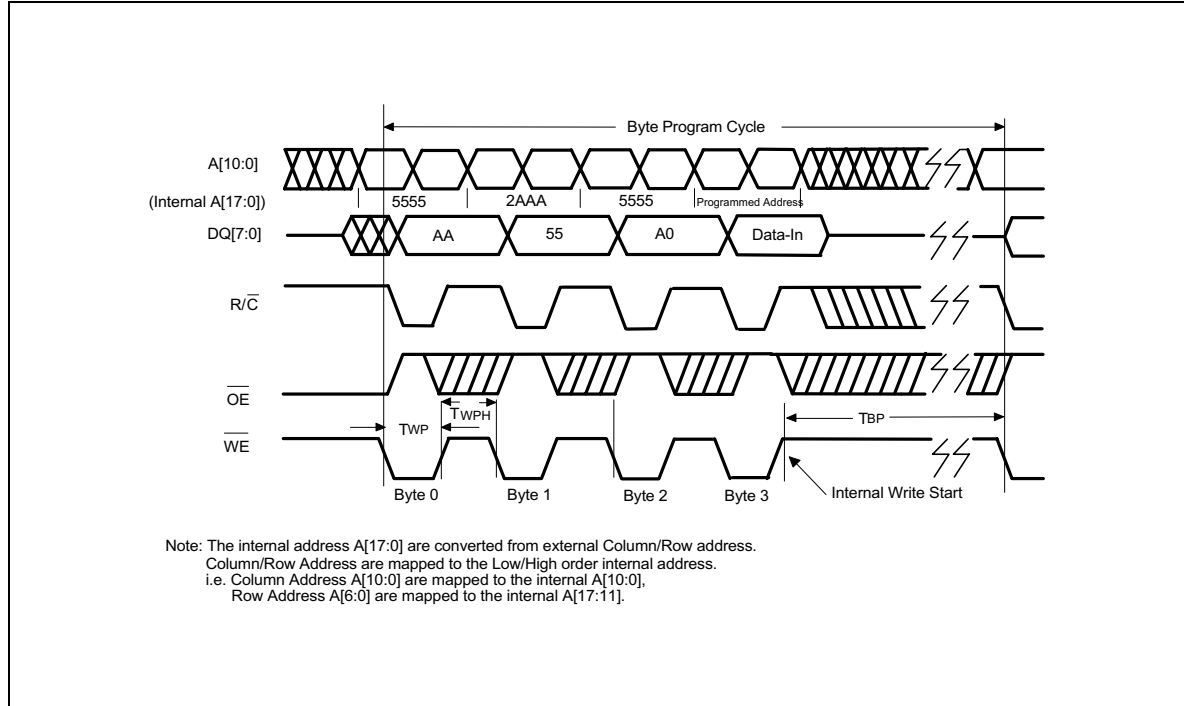 Byte Program Cycle
A[10:0]
(Internal A[17:0])
5555
2AAA
5555
Programmed Address
DQ[7:0]
AA
55
A0
Data-In
R/C̅
O̅E̅
TWP
TWPH
TBP
W̅E̅
Byte 0
Byte 1
Byte 2
Byte 3
Internal Write Start
Note: The internal address A[17:0] are converted from external Column/Row address.
Column/Row Address are mapped to the Low/High order internal address.
i.e. Column Address A[10:0] are mapped to the internal A[10:0],
Row Address A[6:0] are mapped to the internal A[17:11].